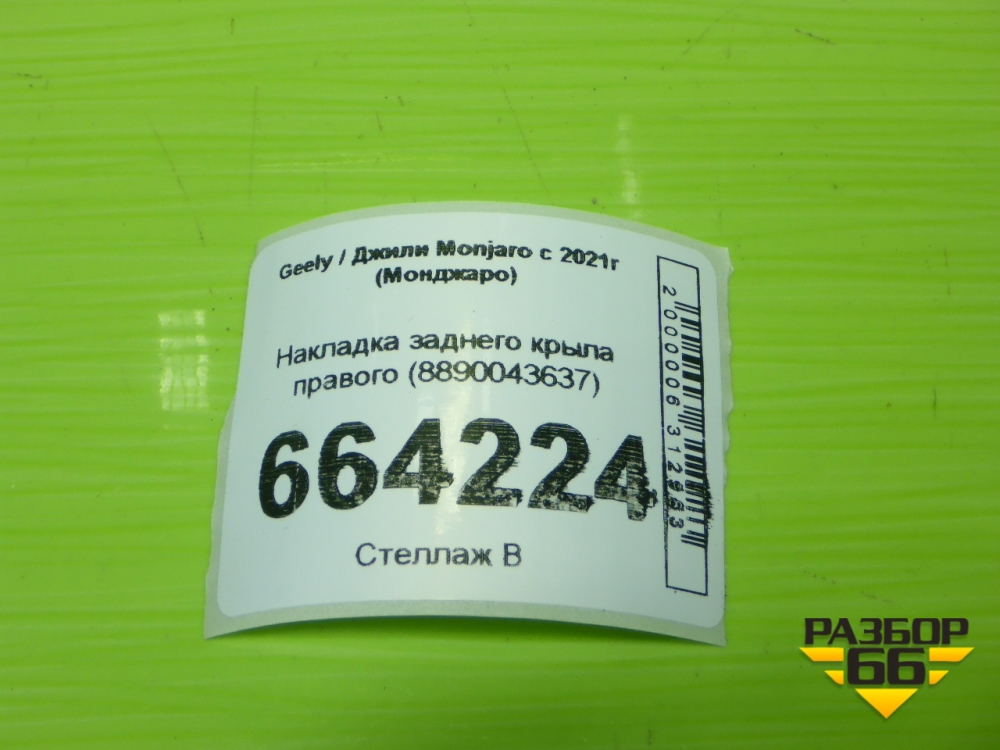 Geely / Джили Monjaro с 2021г
(Монджаро)
Накладка заднего крыла
правого (8890043637)
664224
Стеллаж В
РАЗБОР
66